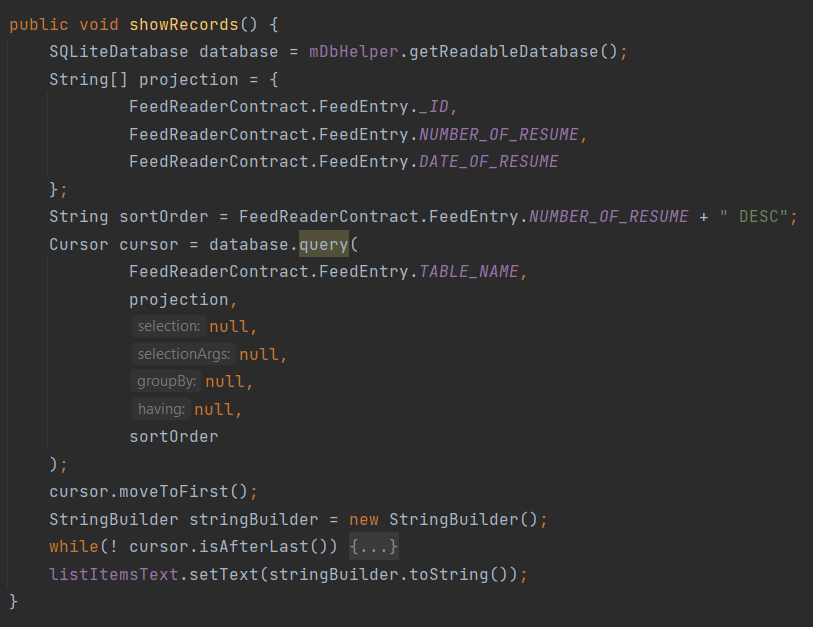 public void showRecords() {
    SQLiteDatabase database = mDbHelper.getReadableDatabase();
    String[] projection = {
            FeedReaderContract.FeedEntry._ID,
            FeedReaderContract.FeedEntry.NUMBER_OF_RESUME,
            FeedReaderContract.FeedEntry.DATE_OF_RESUME
    };
    String sortOrder = FeedReaderContract.FeedEntry.NUMBER_OF_RESUME + " DESC";
    Cursor cursor = database.query(
            FeedReaderContract.FeedEntry.TABLE_NAME,
            projection,
            selection: null,
            selectionArgs: null,
            groupBy: null,
            having: null,
            sortOrder
    );
    cursor.moveToFirst();
    StringBuilder stringBuilder = new StringBuilder();
    while(! cursor.isAfterLast()) {...}
    listItemsText.setText(stringBuilder.toString());
}